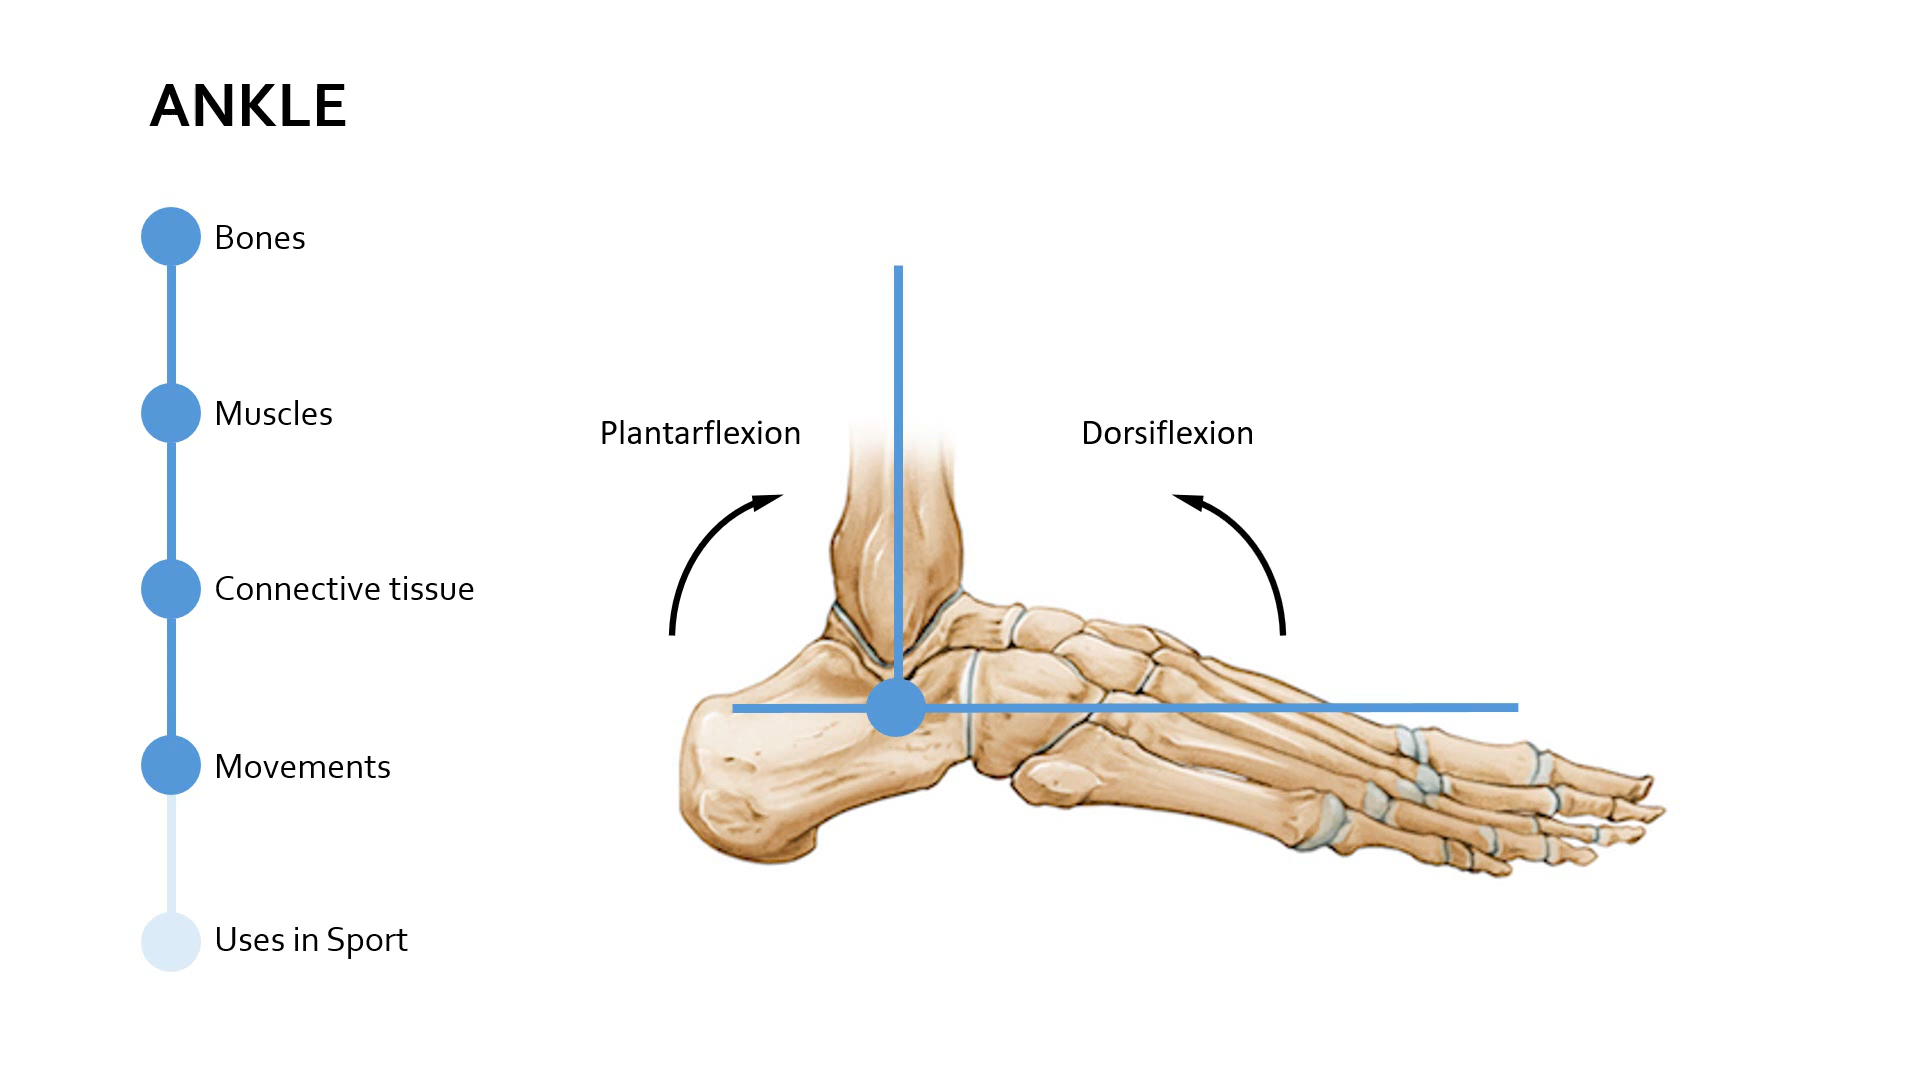 ANKLE
Bones
Muscles
Connective tissue
Movements
Uses in Sport
Plantarflexion
Dorsiflexion